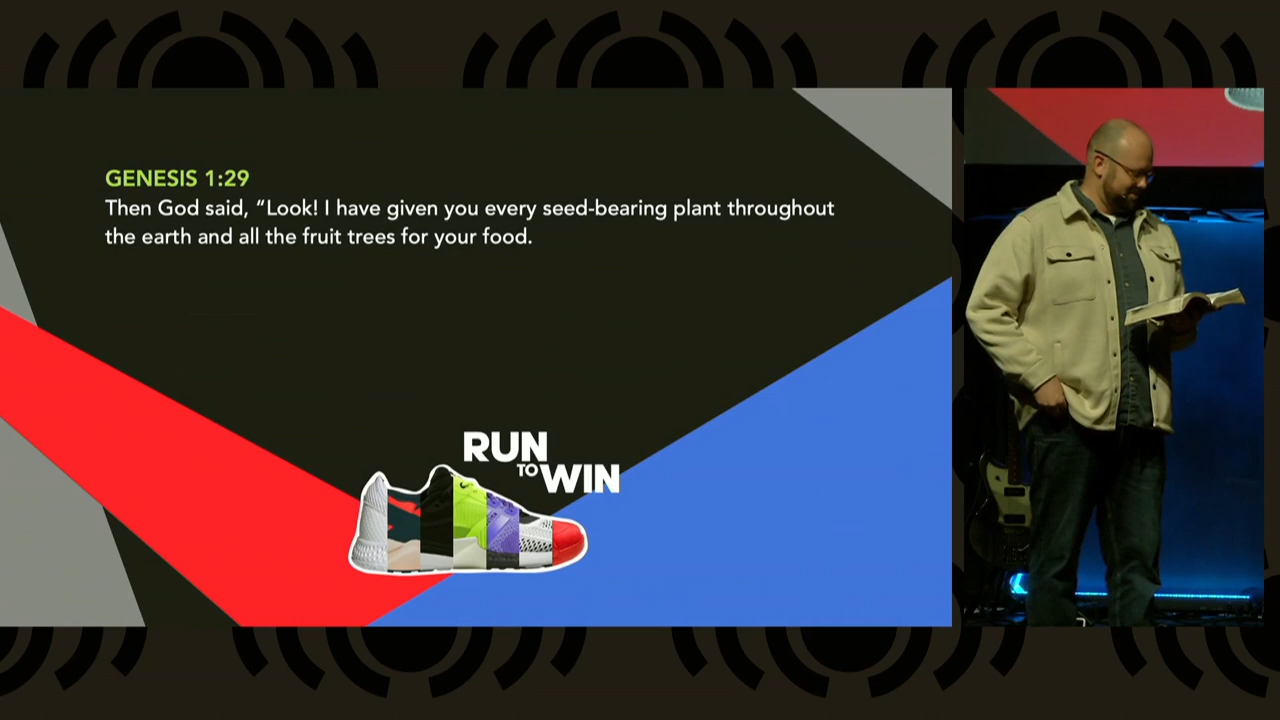 GENESIS 1:29
Then God said, “Look! I have given you every seed-bearing plant throughout
the earth and all the fruit trees for your food.
RUN
TO WIN